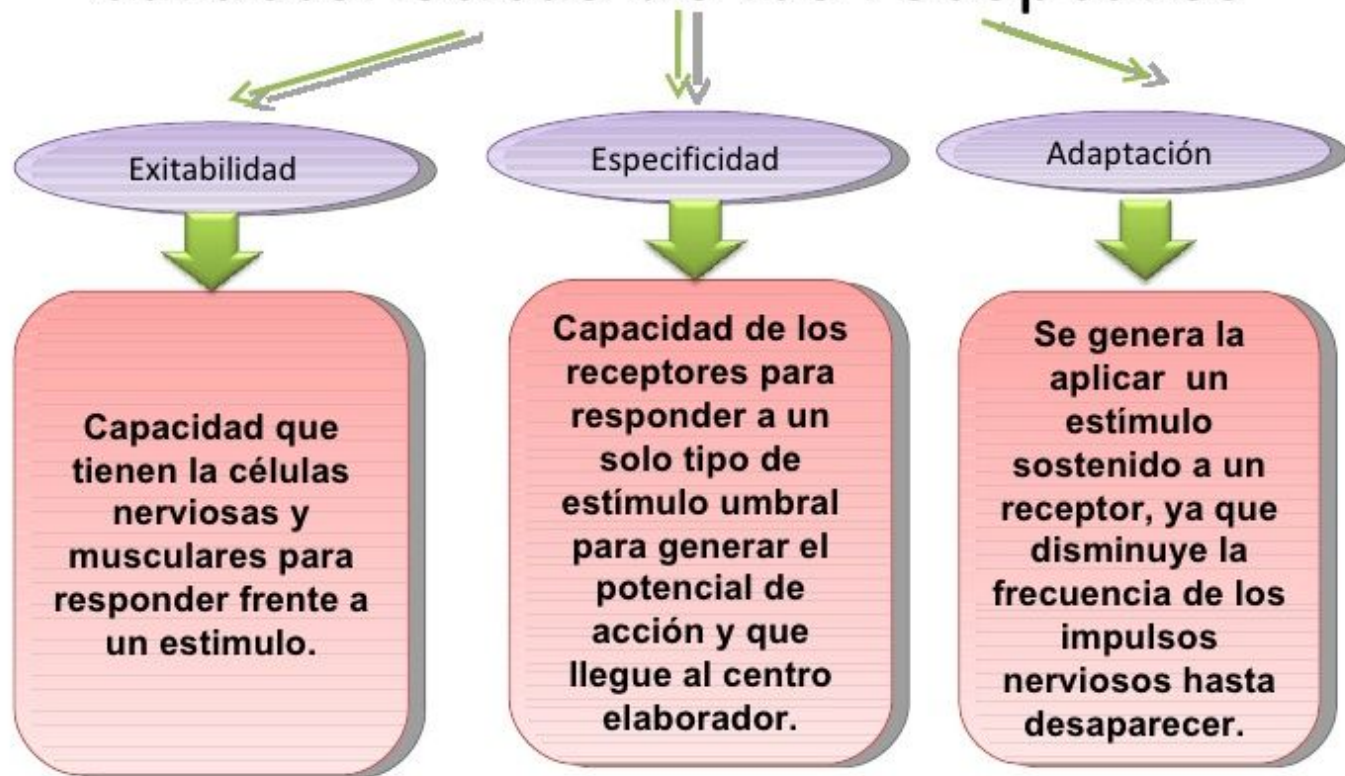 Exitabilidad
Especificidad
Adaptación
Capacidad que
tienen la células
nerviosas y
musculares para
responder frente a
un estimulo.
Capacidad de los
receptores para
responder a un
solo tipo de
estímulo umbral
para generar el
potencial de
acción y que
llegue al centro
elaborador.
Se genera la
aplicar un
estímulo
sostenido a un
receptor, ya que
disminuye la
frecuencia de los
impulsos
nerviosos hasta
desaparecer.